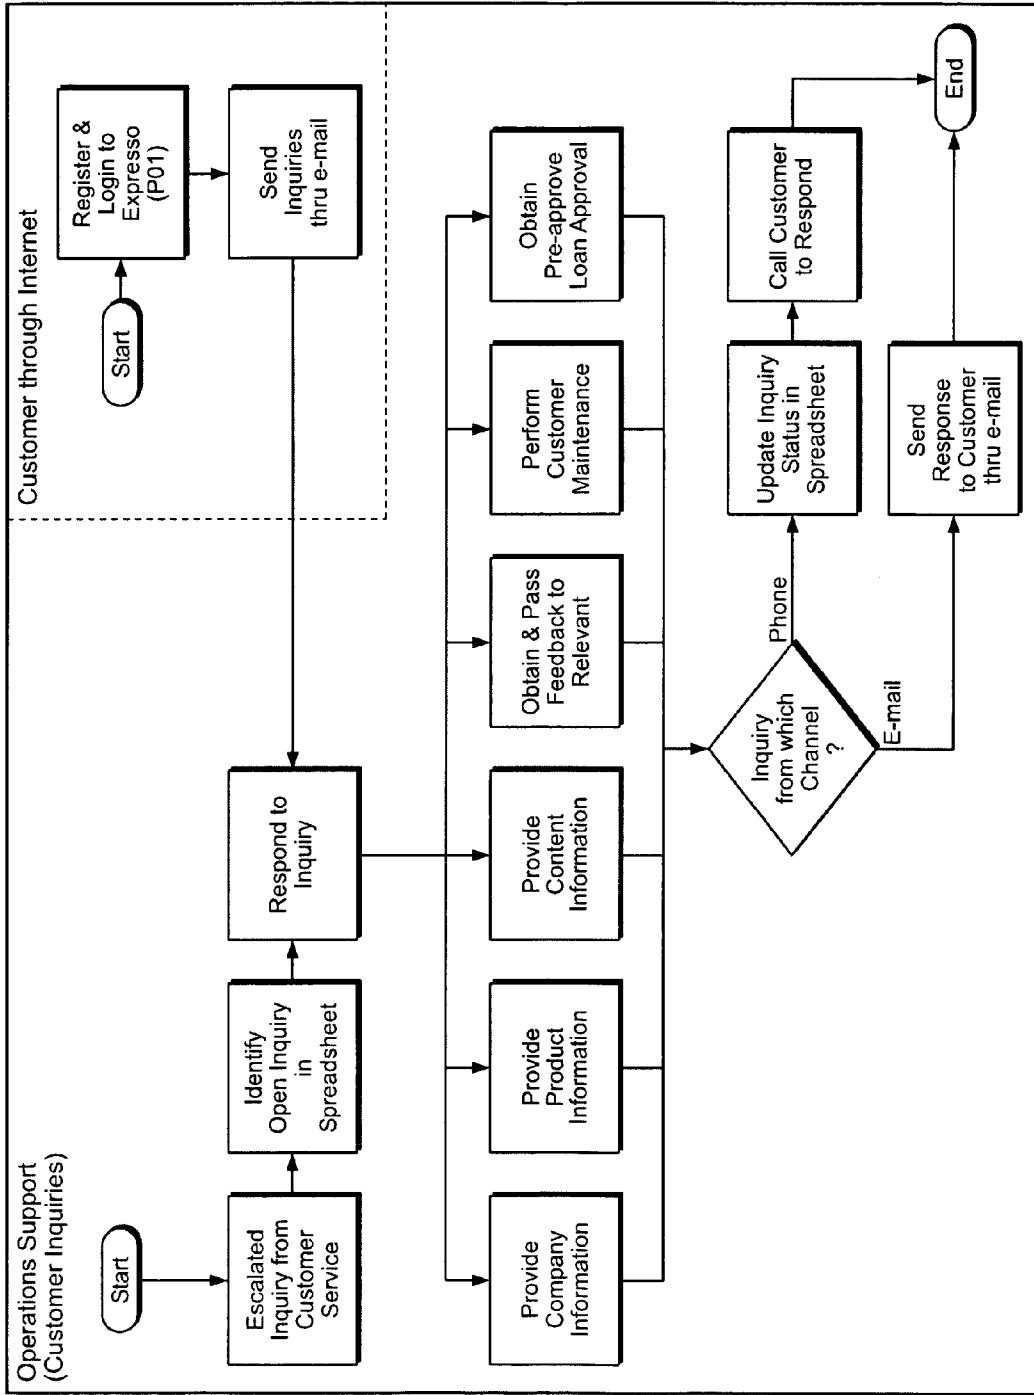 Operations Support
(Customer Inquiries)
Customer through Internet
Start
Start
Register &
Login to
Expresso
(P01)
Escalated
Inquiry from
Customer
Service
Identify
Open Inquiry
in
Spreadsheet
Respond to
Inquiry
Send
Inquiries
thru e-mail
Provide
Company
Information
Provide
Product
Information
Provide
Content
Information
Obtain & Pass
Feedback to
Relevant
Perform
Customer
Maintenance
Obtain
Pre-approve
Loan Approval
Inquiry
from which
Channel
?
Phone
Update Inquiry
Status in
Spreadsheet
Call Customer
to Respond
E-mail
Send
Response
to Customer
thru e-mail
End